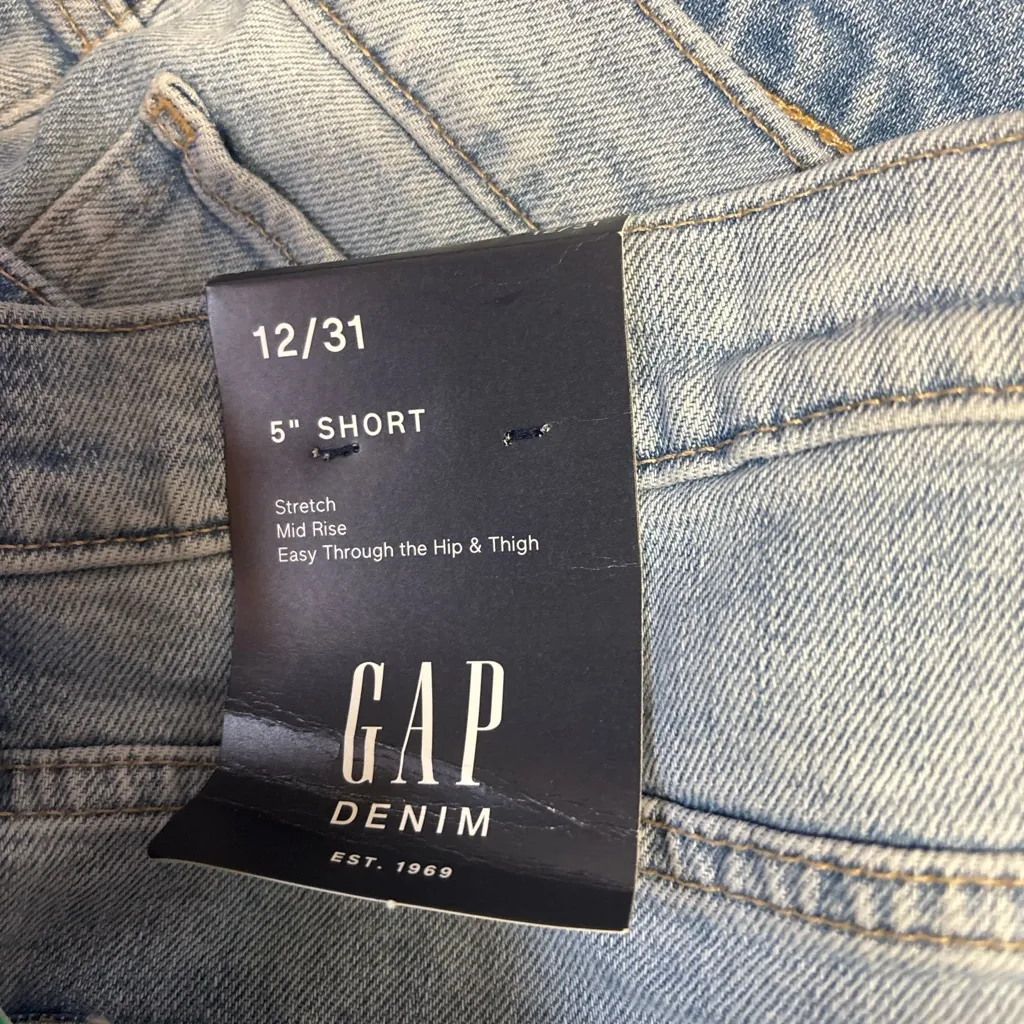 12/31
5" SHORT
Stretch
Mid Rise
Easy Through the Hip & Thigh
GAP
DENIM
EST. 1969